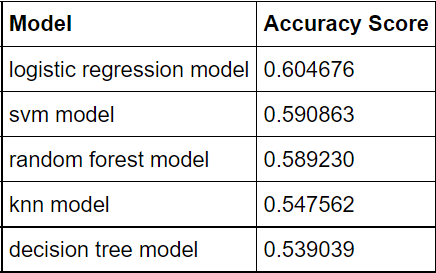 Model Accuracy Score
logistic regression model 0.604676
svm model 0.590863
random forest model 0.589230
knn model 0.547562
decision tree model 0.539039